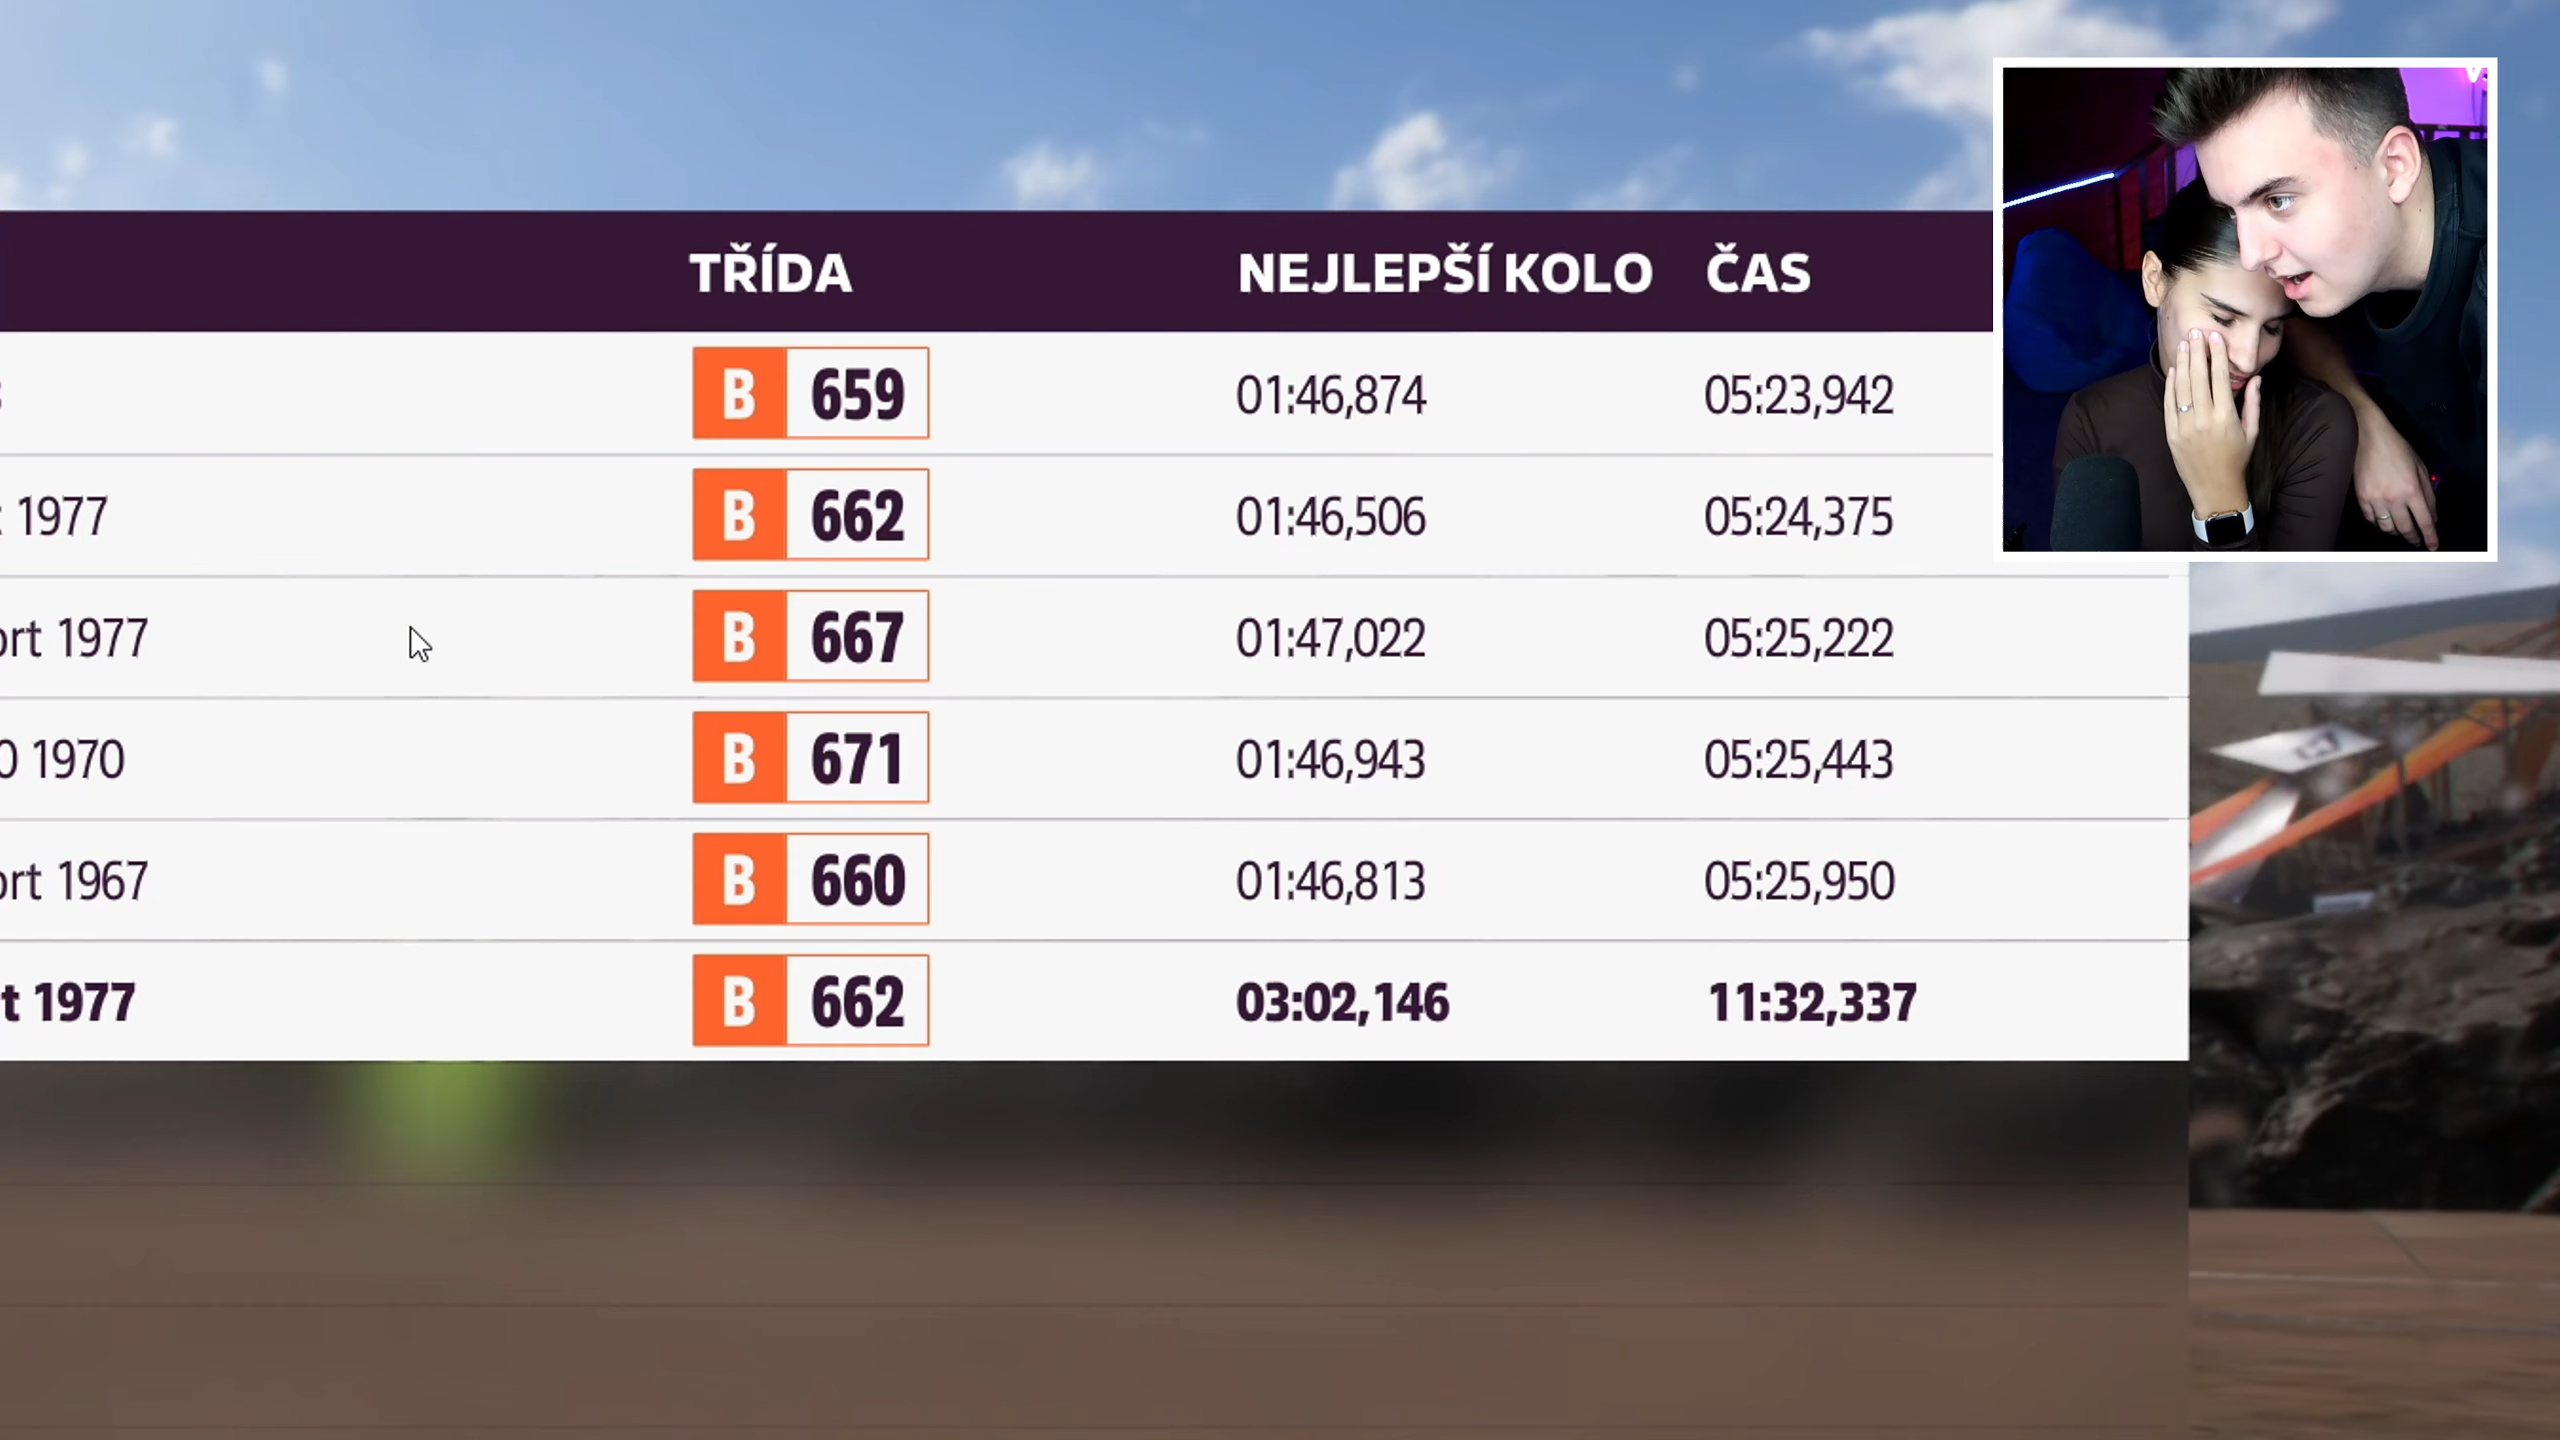 TŘÍDA NEJLEPŠÍ KOLO ČAS
B 659 01:46,874 05:23,942
1977 B 662 01:46,506 05:24,375
1977 B 667 01:47,022 05:25,222
1970 B 671 01:46,943 05:25,443
1967 B 660 01:46,813 05:25,950
1977 B 662 03:02,146 11:32,337